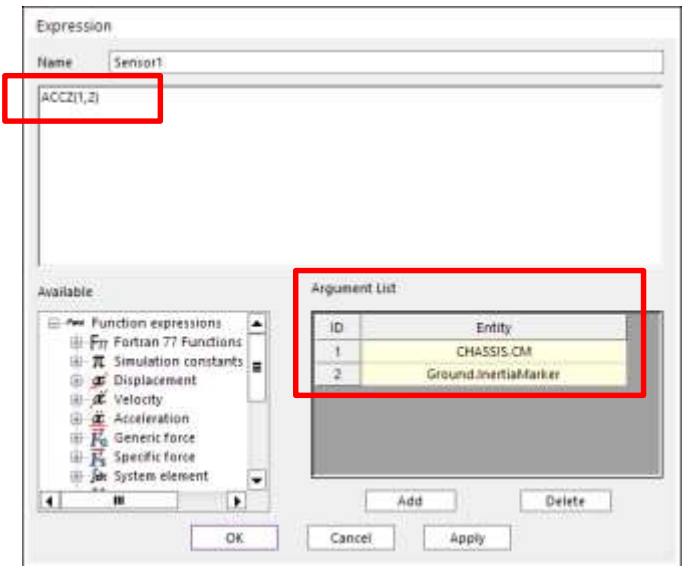 Expression
Name Sensor1
ACCZ(1,2)
Available
Function expressions
Fortran 77 Functions
Simulation constants
Displacement
Velocity
Acceleration
Generic force
Specific force
System element
Argument List
ID Entity
1 CHASSIS.CM
2 Ground.InertiaMarker
Add Delete
OK Cancel Apply